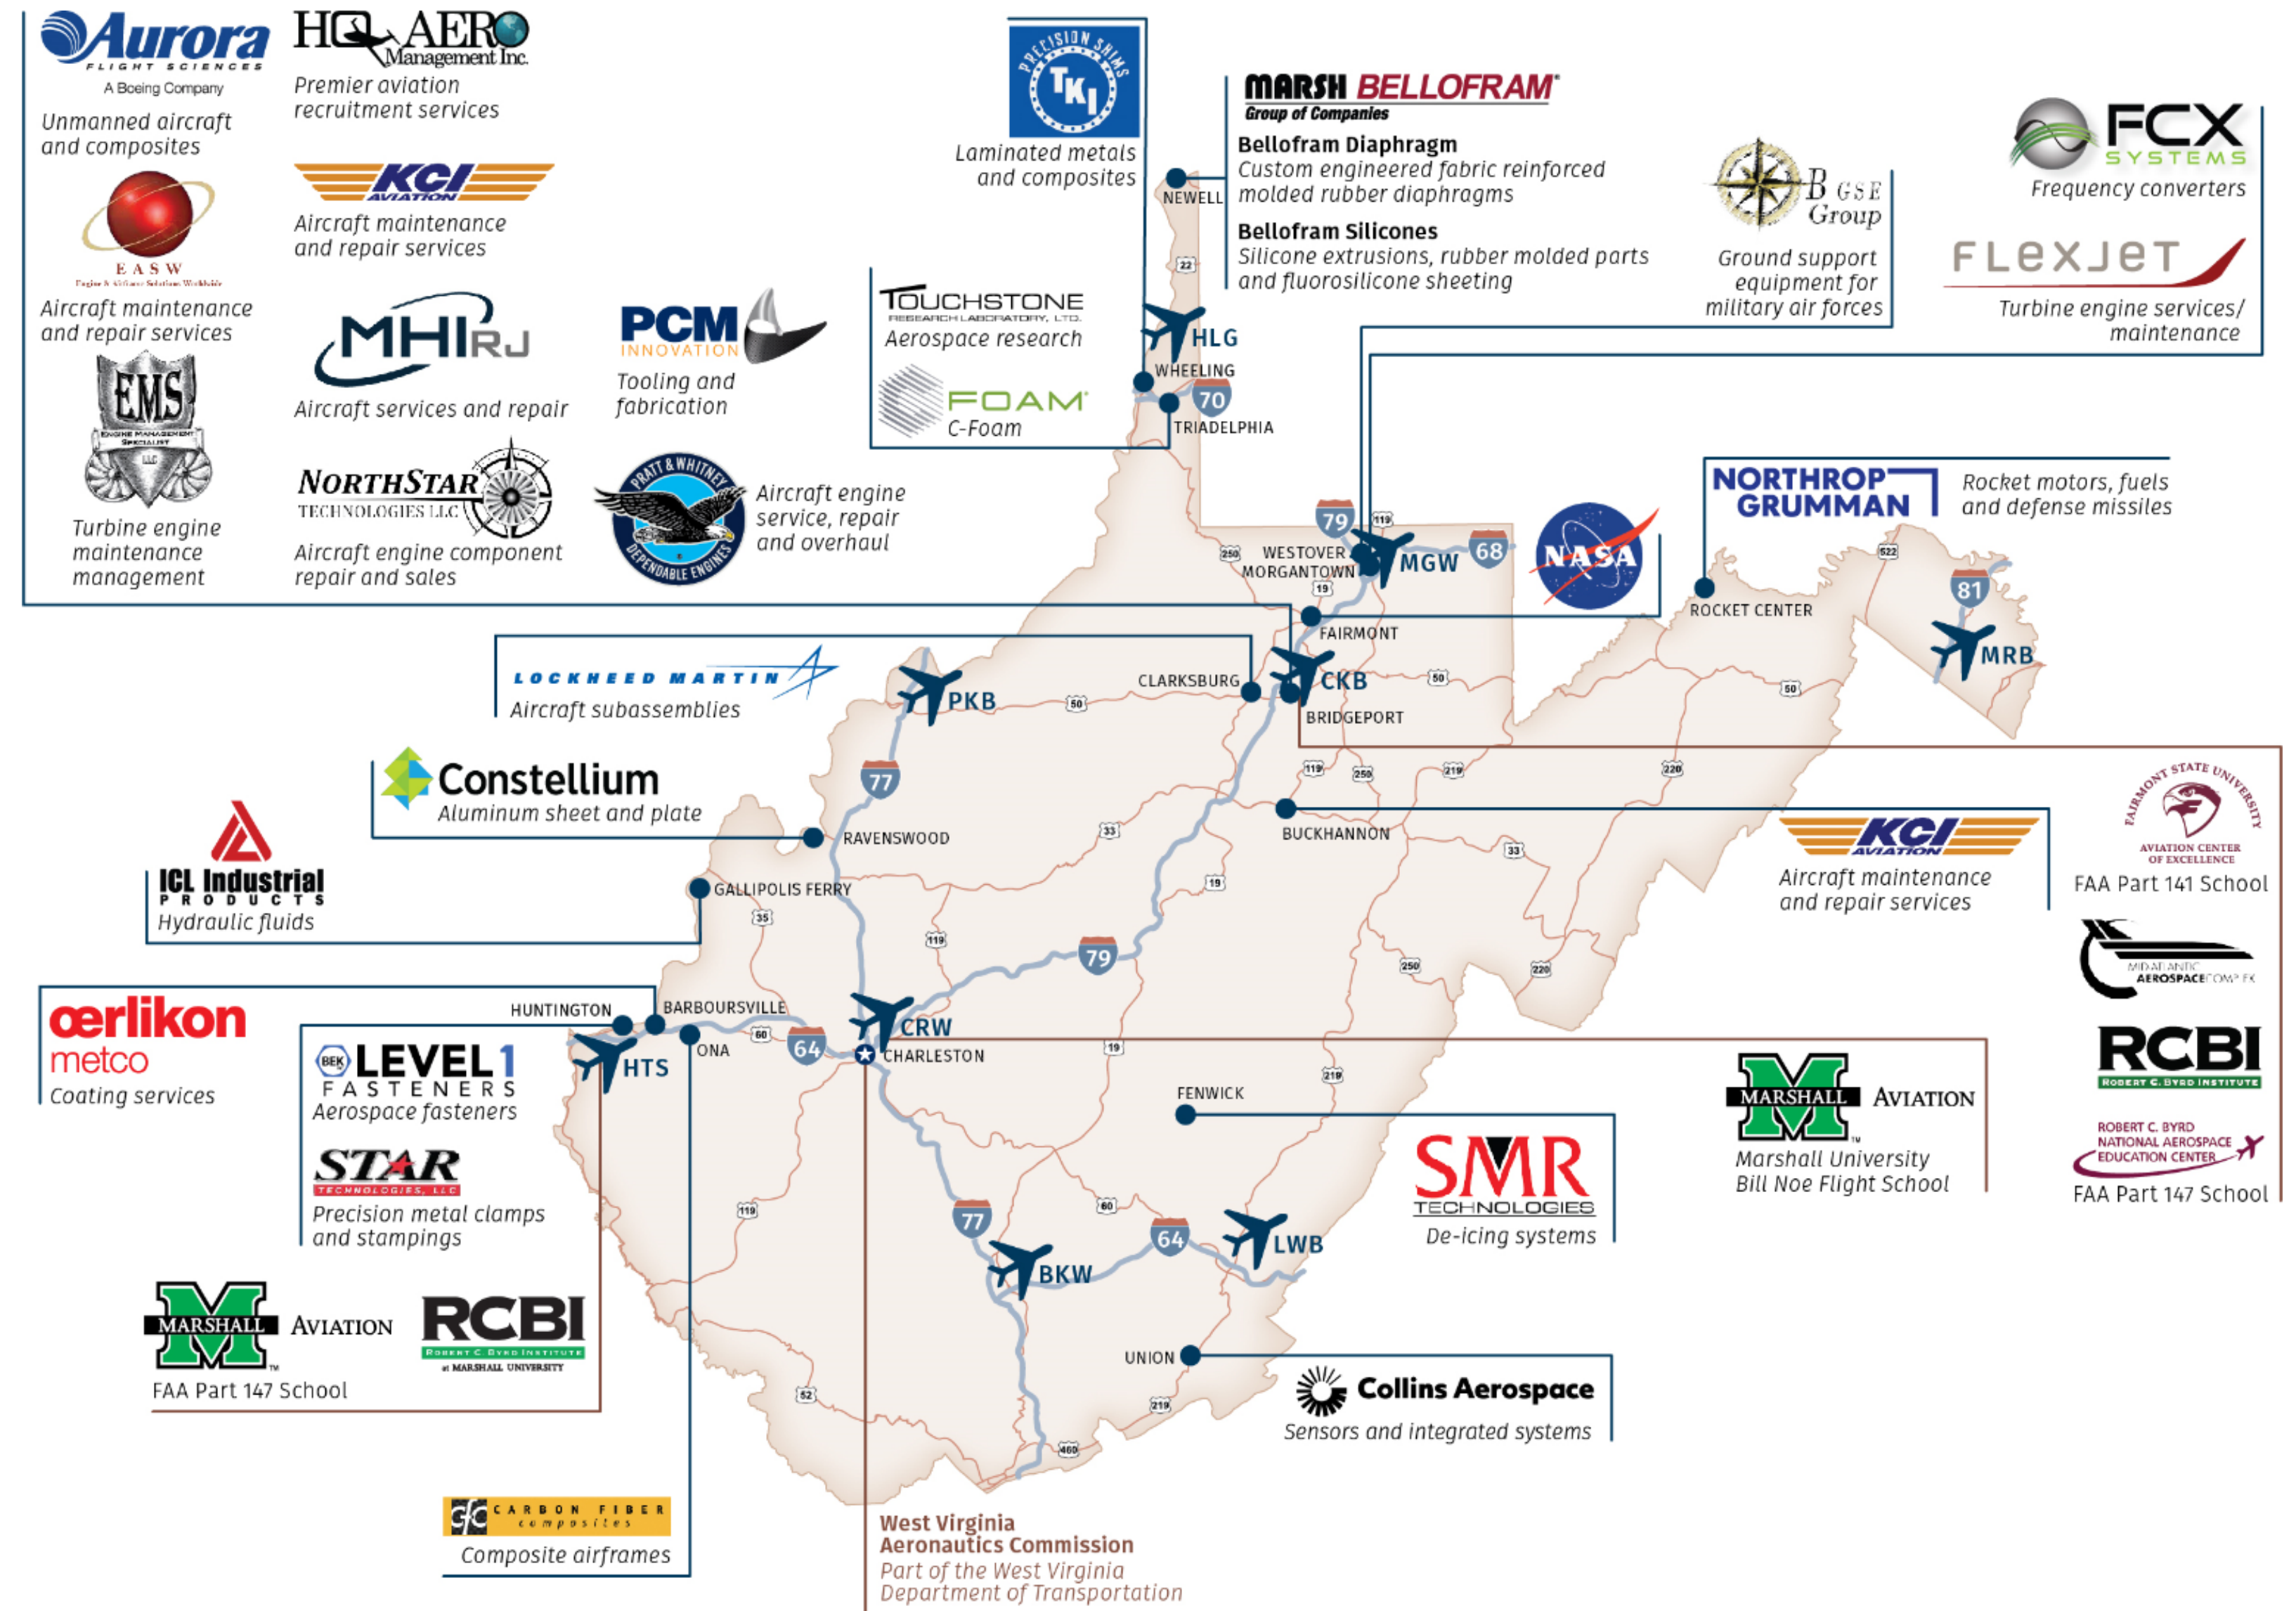 Aurora
FLIGHT SCIENCES
A Boeing Company
Unmanned aircraft
and composites
HQ AERO
Management Inc.
Premier aviation
recruitment services
EASW
Engine & Airframe Solutions Worldwide
Aircraft maintenance
and repair services
KCI
AVIATION
Aircraft maintenance
and repair services
EMS
ENGINE MANAGEMENT
SPECIALIST
LLC
Turbine engine
maintenance
management
MHIRJ
Aircraft services and repair
PCM
INNOVATION
Tooling and
fabrication
NORTHSTAR
TECHNOLOGIES LLC
Aircraft engine component
repair and sales
PRATT & WHITNEY
DEPENDABLE ENGINES
Aircraft engine
service, repair
and overhaul
PRECISION SHIMS
TKI
Laminated metals
and composites
MARSH BELLOFRAM
Group of Companies
Bellofram Diaphragm
Custom engineered fabric reinforced
molded rubber diaphragms
Bellofram Silicones
Silicone extrusions, rubber molded parts
and fluorosilicone sheeting
NEWELL
22
TOUCHSTONE
RESEARCH LABORATORY, LTD.
Aerospace research
FOAM
C-Foam
HLG
WHEELING
70
TRIADELPHIA
B GSE
Group
Ground support
equipment for
military air forces
FCX
SYSTEMS
Frequency converters
FLEXJET
Turbine engine services/
maintenance
NORTHROP
GRUMMAN
Rocket motors, fuels
and defense missiles
NASA
79
119
250
WESTOVER
MORGANTOWN
MGW
68
19
FAIRMONT
ROCKET CENTER
522
81
MRB
LOCKHEED MARTIN
Aircraft subassemblies
CLARKSBURG
CKB
BRIDGEPORT
50
50
50
PKB
77
Constellium
Aluminum sheet and plate
RAVENSWOOD
119
250
219
220
BUCKHANNON
33
33
KCI
AVIATION
Aircraft maintenance
and repair services
FAIRMONT STATE UNIVERSITY
AVIATION CENTER
OF EXCELLENCE
FAA Part 141 School
MID-ATLANTIC
AEROSPACE COMPLEX
RCBI
ROBERT C. BYRD INSTITUTE
ROBERT C. BYRD
NATIONAL AEROSPACE
EDUCATION CENTER
FAA Part 147 School
ICL Industrial
PRODUCTS
Hydraulic fluids
GALLIPOLIS FERRY
35
19
119
79
250
220
œrlikon
metco
Coating services
HUNTINGTON
BARBOURSVILLE
ONA
60
64
CRW
CHARLESTON
HTS
19
219
BEK
LEVEL1
FASTENERS
Aerospace fasteners
STAR
TECHNOLOGIES, LLC
Precision metal clamps
and stampings
FENWICK
SMR
TECHNOLOGIES
De-icing systems
MARSHALL
TM
AVIATION
Marshall University
Bill Noe Flight School
119
77
60
64
LWB
BKW
MARSHALL
TM
AVIATION
RCBI
ROBERT C. BYRD INSTITUTE
at MARSHALL UNIVERSITY
FAA Part 147 School
UNION
Collins Aerospace
Sensors and integrated systems
52
219
460
cfc
CARBON FIBER
composites
Composite airframes
West Virginia
Aeronautics Commission
Part of the West Virginia
Department of Transportation